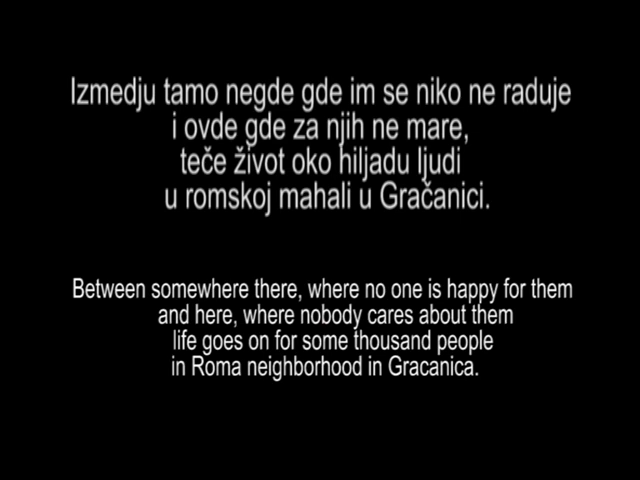 Izmedju tamo negde gde im se niko ne raduje
i ovde gde za njih ne mare,
teče život oko hiljadu ljudi
u romskoj mahali u Gračanici.
Between somewhere there, where no one is happy for them
and here, where nobody cares about them
life goes on for some thousand people
in Roma neighborhood in Gracanica.